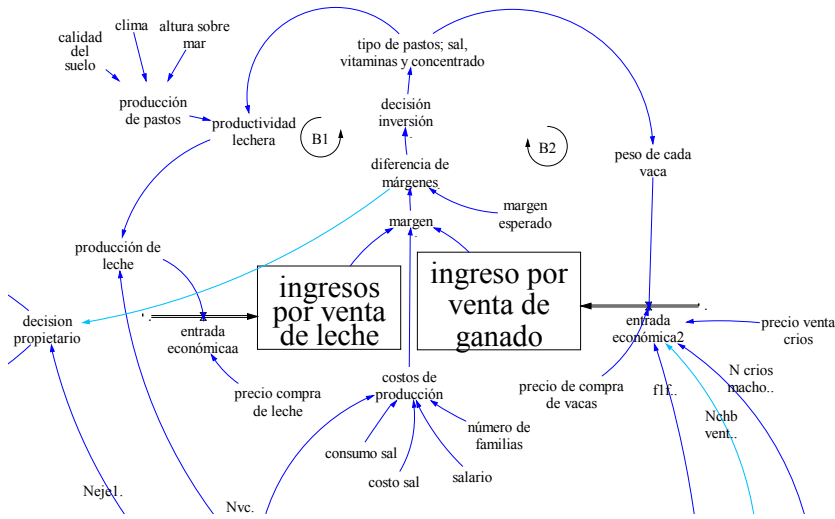 clima
altura sobre
mar
calidad
del
suelo
tipo de pastos; sal,
vitaminas y concentrado
producción
de pastos
productividad
lechera
decisión
inversión
B1
B2
diferencia de
márgenes
peso de cada
vaca
margen
esperado
margen
producción de
leche
ingresos
por venta
de leche
ingreso por
venta de
ganado
decision
propietario
entrada
económicaa
entrada
económica2
precio venta
crios
precio compra
de leche
costos de
producción
precio de compra
de vacas
f1f..
N crios
macho..
Nchb
vent..
número de
familias
consumo sal
costo sal
salario
Neje1.
Nvc.